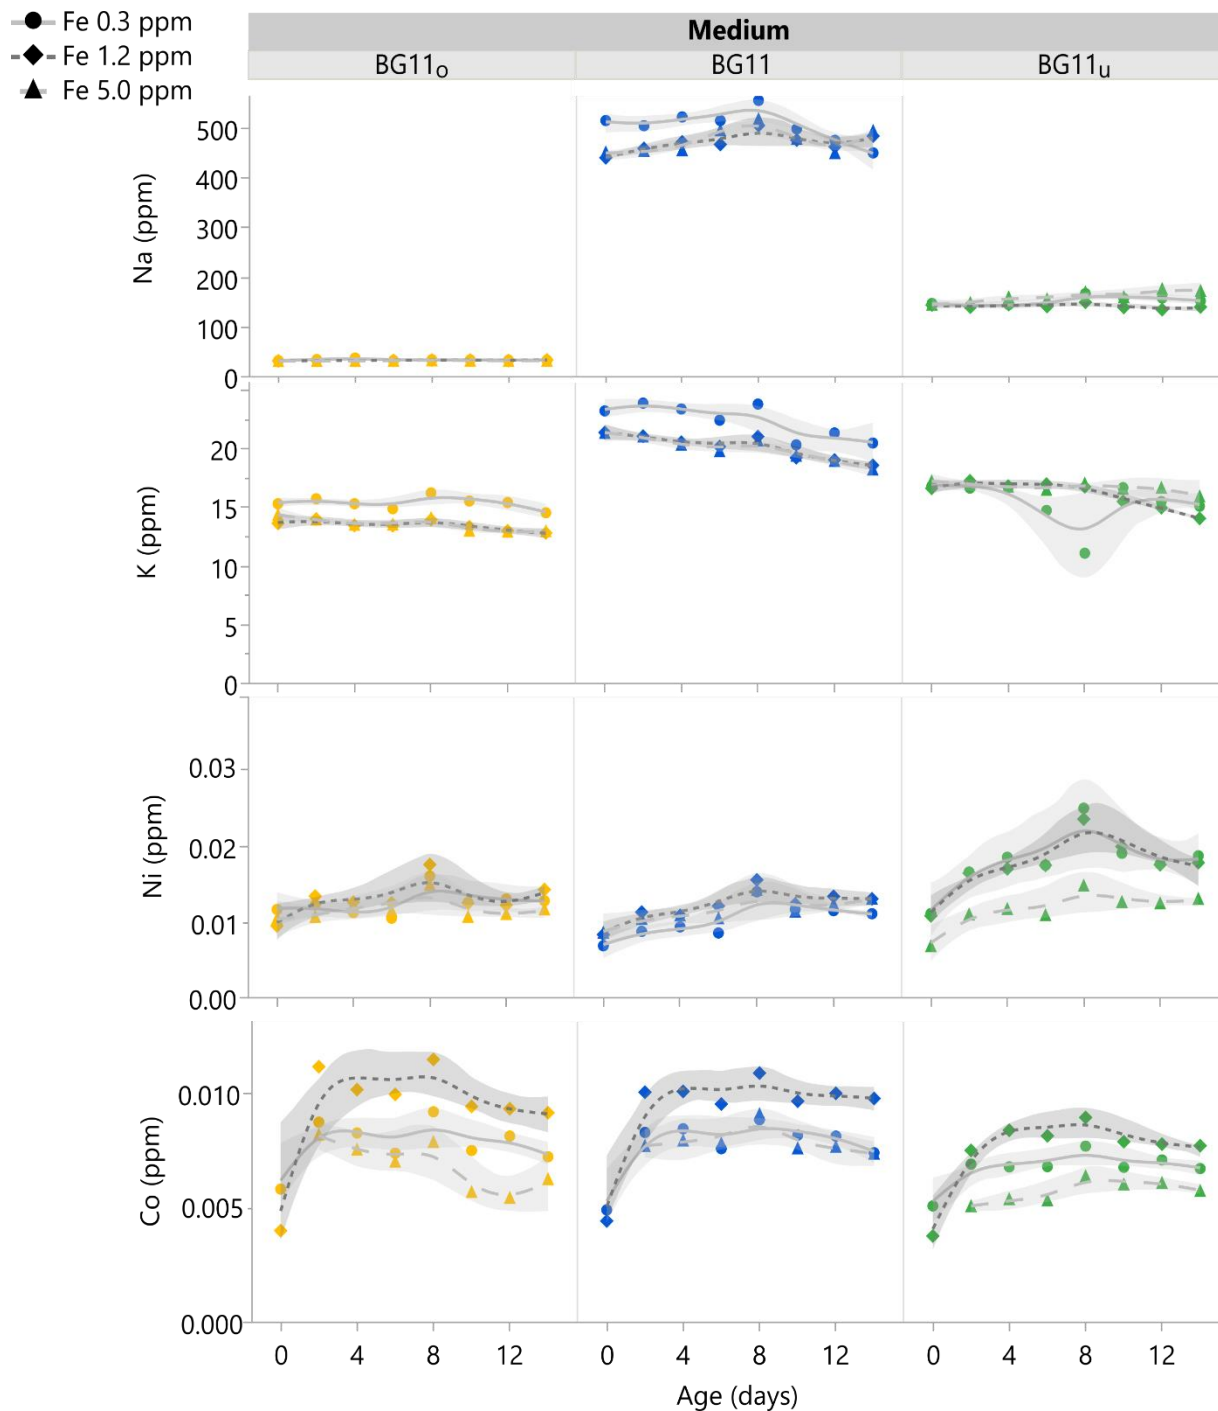 Fe 0.3 ppm
Fe 1.2 ppm
Fe 5.0 ppm
Medium
BG11o BG11 BG11u
Na (ppm)
500
400
300
200
100
0
K (ppm)
20
15
10
5
0
Ni (ppm)
0.03
0.02
0.01
0.00
Co (ppm)
0.010
0.005
0.000
0 4 8 12 0 4 8 12 0 4 8 12
Age (days)